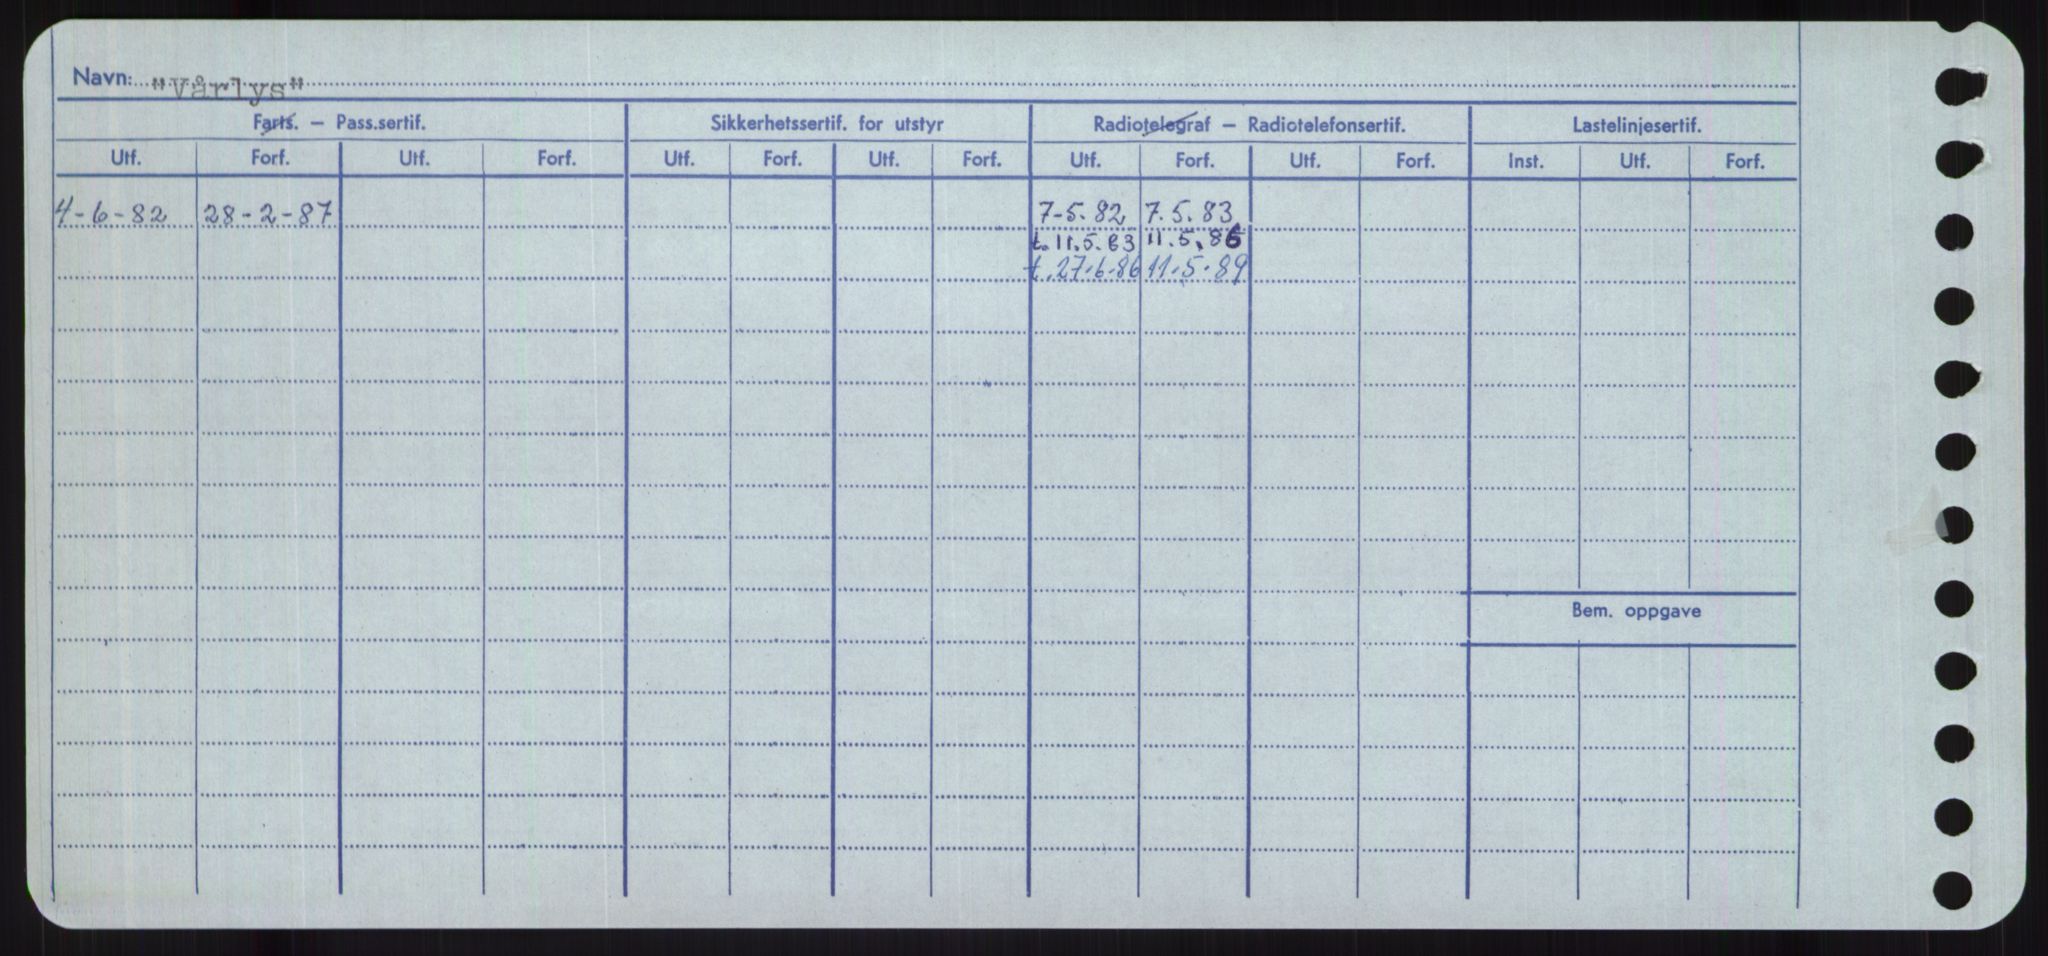 Navn: "Vårlys"
Farts. – Pass.sertif. Sikkerhetssertif. for utstyr Radiotelegraf – Radiotelefonsertif. Lastelinjesertif.
Utf. Forf. Utf. Forf. Utf. Forf. Utf. Forf. Utf. Forf. Utf. Forf. Inst. Utf. Forf.
4-6-82 28-2-87 7-5.82 7.5.83
t. 11.5.83 11.5.86
t. 27.6.86 11.5.89
Bem. oppgave